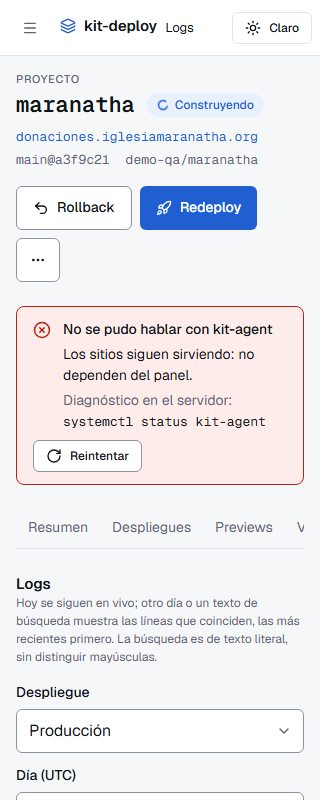 kit-deploy Logs Claro
PROYECTO
maranatha Construyendo
donaciones.iglesiamaranatha.org
main@a3f9c21 demo-qa/maranatha
Rollback Redeploy
...
No se pudo hablar con kit-agent
Los sitios siguen sirviendo: no
dependen del panel.
Diagnóstico en el servidor:
systemctl status kit-agent
Reintentar
Resumen Despliegues Previews V
Logs
Hoy se siguen en vivo; otro día o un texto de
búsqueda muestra las líneas que coinciden, las más
recientes primero. La búsqueda es de texto literal,
sin distinguir mayúsculas.
Despliegue
Producción
Día (UTC)